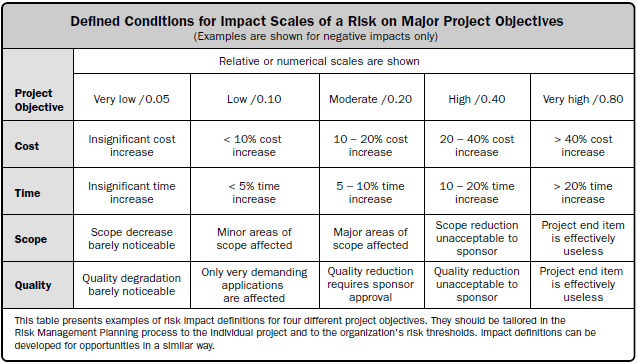 Defined Conditions for Impact Scales of a Risk on Major Project Objectives
(Examples are shown for negative impacts only)
Relative or numerical scales are shown
Project
Objective
Very low /0.05
Low /0.10
Moderate /0.20
High /0.40
Very high /0.80
Cost
Insignificant cost
increase
< 10% cost
increase
10 – 20% cost
increase
20 – 40% cost
increase
> 40% cost
increase
Time
Insignificant time
increase
< 5% time
increase
5 – 10% time
increase
10 – 20% time
increase
> 20% time
increase
Scope
Scope decrease
barely noticeable
Minor areas of
scope affected
Major areas of
scope affected
Scope reduction
unacceptable to
sponsor
Project end item
is effectively
useless
Quality
Quality degradation
barely noticeable
Only very demanding
applications
are affected
Quality reduction
requires sponsor
approval
Quality reduction
unacceptable to
sponsor
Project end item
is effectively
useless
This table presents examples of risk impact definitions for four different project objectives. They should be tailored in the
Risk Management Planning process to the individual project and to the organization's risk thresholds. Impact definitions can be
developed for opportunities in a similar way.